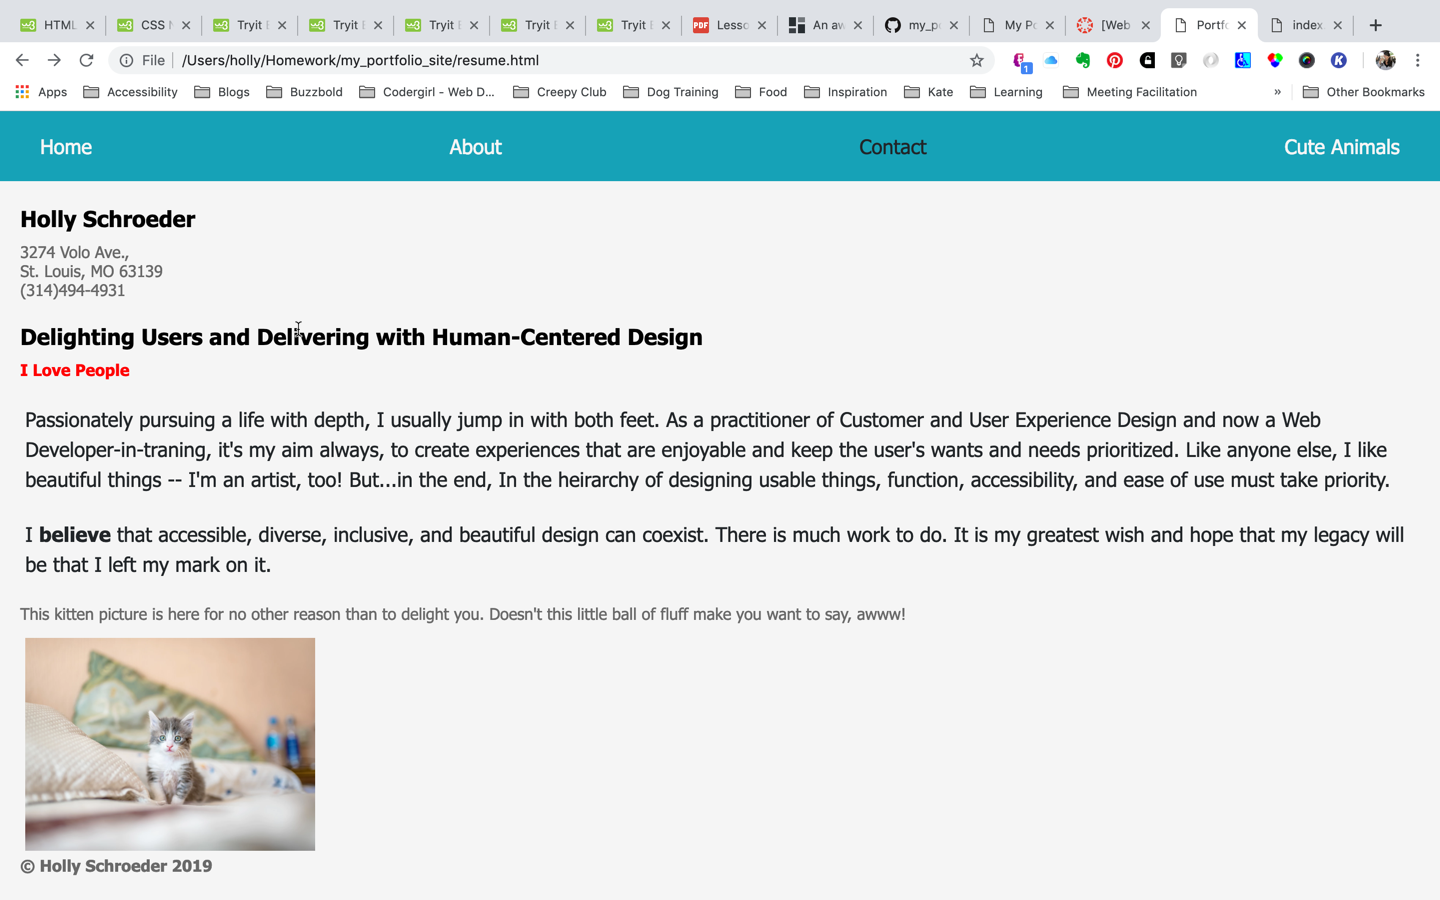 HTML CSS Tryit Tryit Tryit Tryit Tryit PDF Lesso An aw my_p My Po [Web Portfo index.
File /Users/holly/Homework/my_portfolio_site/resume.html 1
Apps Accessibility Blogs Buzzbold Codergirl - Web D... Creepy Club Dog Training Food Inspiration Kate Learning Meeting Facilitation » Other Bookmarks
Home About Contact Cute Animals
Holly Schroeder
3274 Volo Ave.,
St. Louis, MO 63139
(314)494-4931
Delighting Users and Delivering with Human-Centered Design
I Love People
Passionately pursuing a life with depth, I usually jump in with both feet. As a practitioner of Customer and User Experience Design and now a Web
Developer-in-traning, it's my aim always, to create experiences that are enjoyable and keep the user's wants and needs prioritized. Like anyone else, I like
beautiful things -- I'm an artist, too! But...in the end, In the heirarchy of designing usable things, function, accessibility, and ease of use must take priority.
I believe that accessible, diverse, inclusive, and beautiful design can coexist. There is much work to do. It is my greatest wish and hope that my legacy will
be that I left my mark on it.
This kitten picture is here for no other reason than to delight you. Doesn't this little ball of fluff make you want to say, awww!
© Holly Schroeder 2019